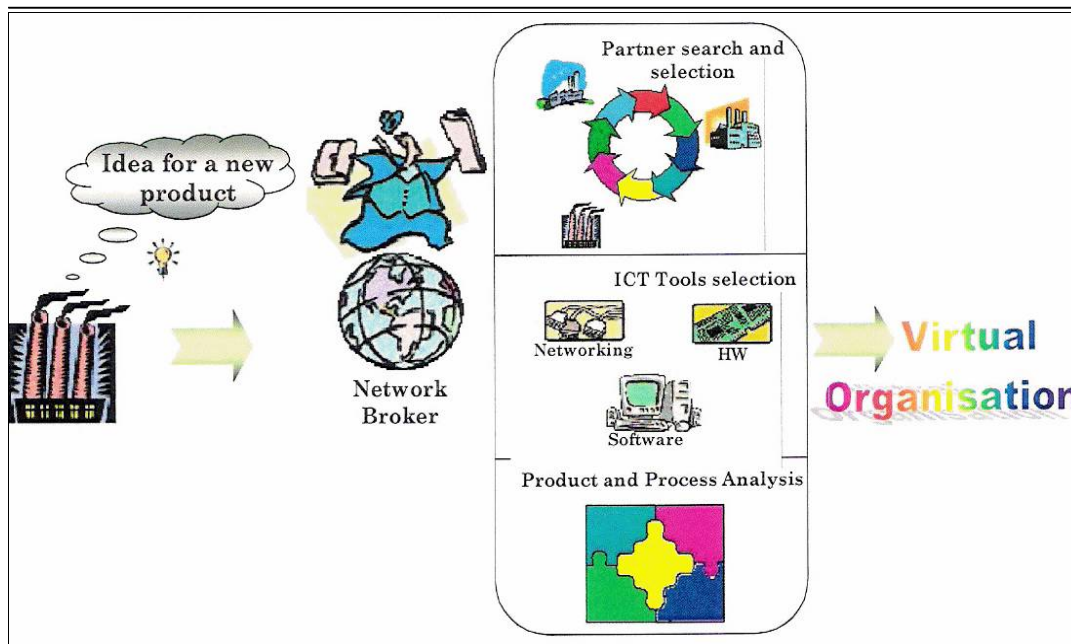 Idea for a new
product
Network
Broker
Partner search and
selection
ICT Tools selection
Networking
HW
Software
Product and Process Analysis
Virtual
Organisation